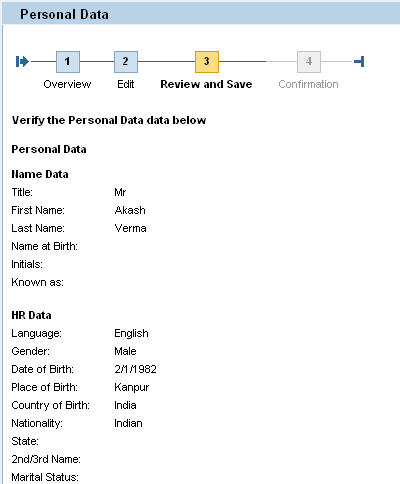 Personal Data
1 2 3 4
Overview Edit Review and Save Confirmation
Verify the Personal Data data below
Personal Data
Name Data
Title: Mr
First Name: Akash
Last Name: Verma
Name at Birth:
Initials:
Known as:
HR Data
Language: English
Gender: Male
Date of Birth: 2/1/1982
Place of Birth: Kanpur
Country of Birth: India
Nationality: Indian
State:
2nd/3rd Name:
Marital Status: